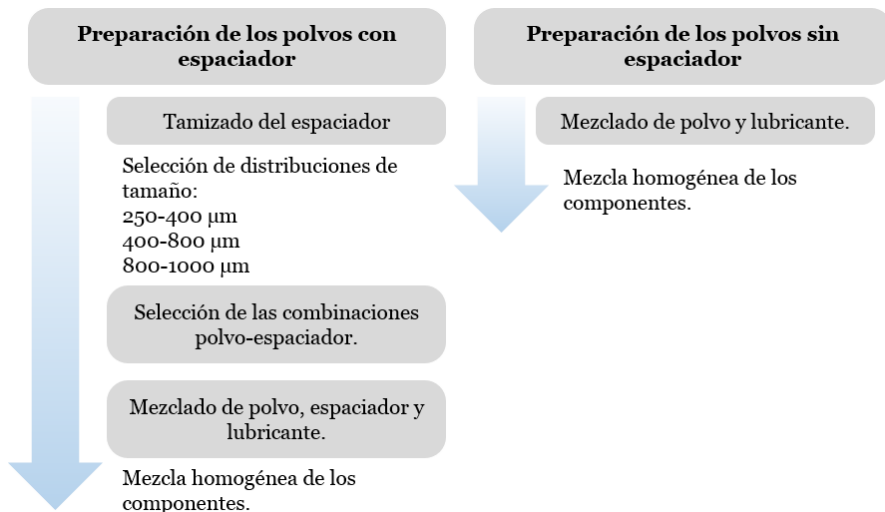 Preparación de los polvos con
espaciador
Tamizado del espaciador
Selección de distribuciones de
tamaño:
250-400 µm
400-800 µm
800-1000 µm
Selección de las combinaciones
polvo-espaciador.
Mezclado de polvo, espaciador y
lubricante.
Mezcla homogénea de los
componentes.
Preparación de los polvos sin
espaciador
Mezclado de polvo y lubricante.
Mezcla homogénea de los
componentes.